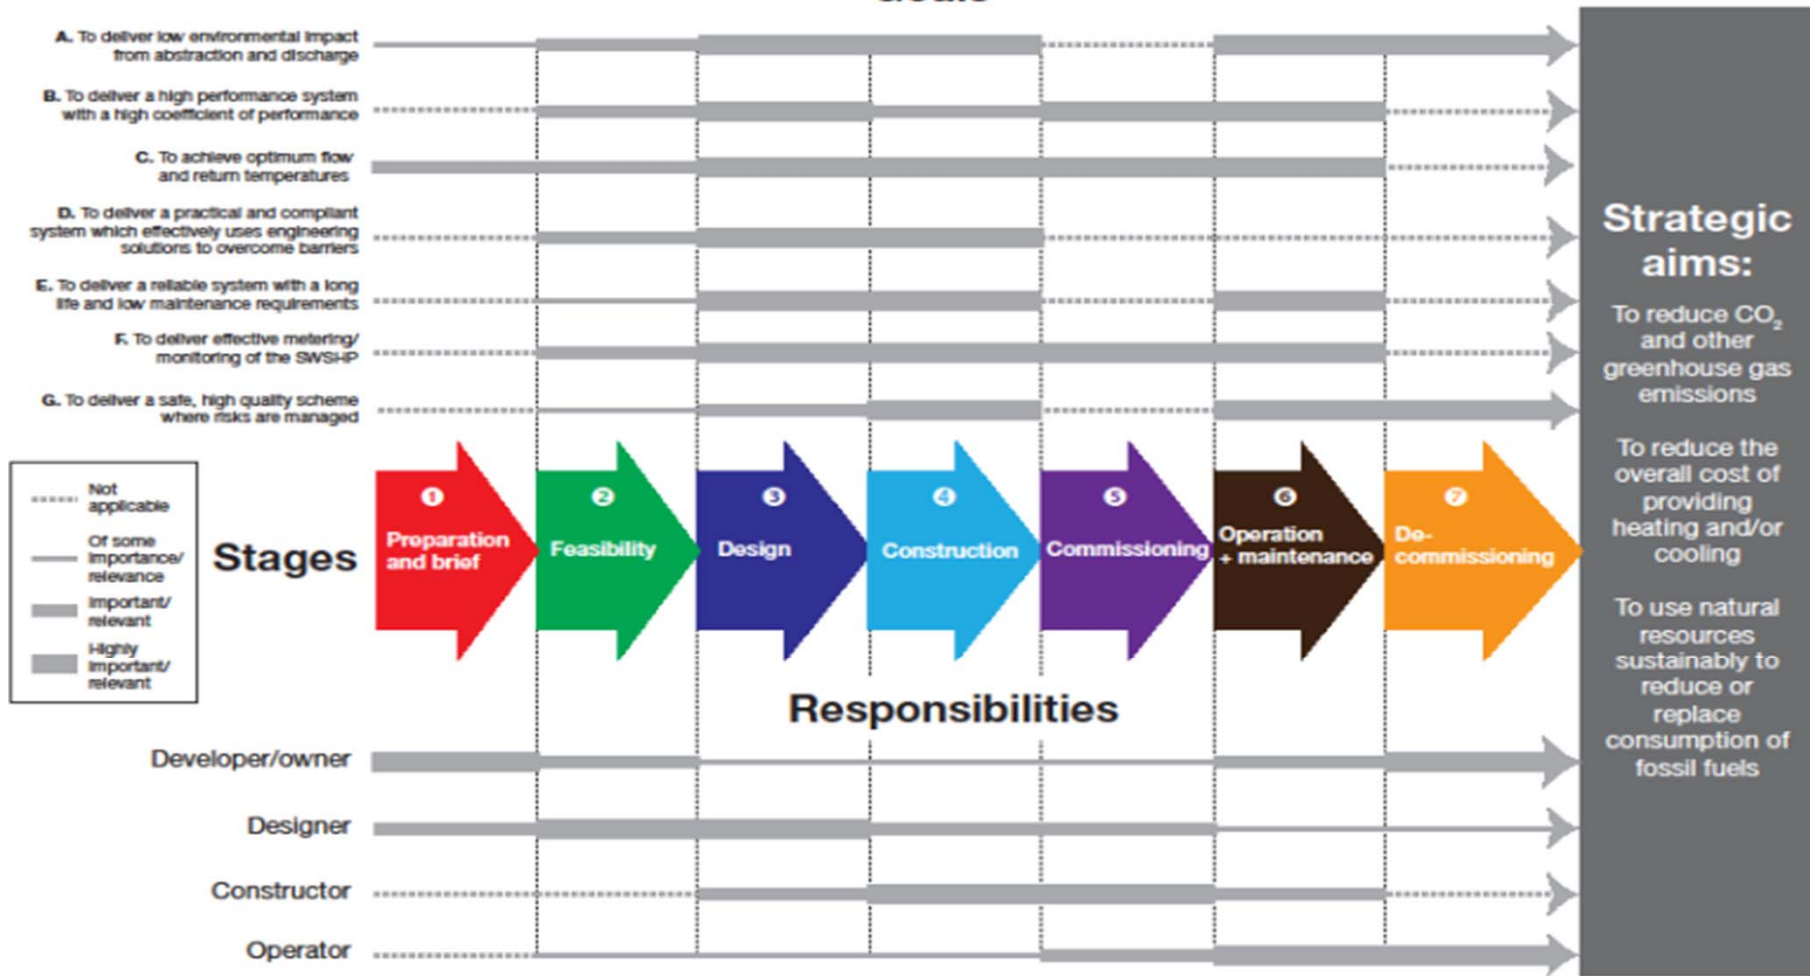 Goals
A. To deliver low environmental impact
from abstraction and discharge
B. To deliver a high performance system
with a high coefficient of performance
C. To achieve optimum flow
and return temperatures
D. To deliver a practical and compliant
system which effectively uses engineering
solutions to overcome barriers
E. To deliver a reliable system with a long
life and low maintenance requirements
F. To deliver effective metering/
monitoring of the SWSHP
G. To deliver a safe, high quality scheme
where risks are managed
Not
applicable
Of some
importance/
relevance
Important/
relevant
Highly
important/
relevant
Stages
1
Preparation
and brief
2
Feasibility
3
Design
4
Construction
5
Commissioning
6
Operation
+ maintenance
7
De-
commissioning
Responsibilities
Developer/owner
Designer
Constructor
Operator
Strategic
aims:
To reduce CO₂
and other
greenhouse gas
emissions
To reduce the
overall cost of
providing
heating and/or
cooling
To use natural
resources
sustainably to
reduce or
replace
consumption of
fossil fuels